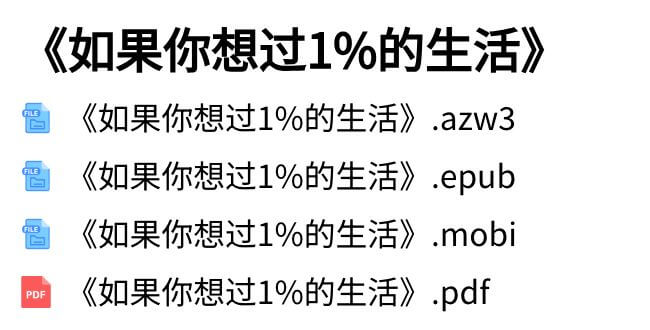 《如果你想过1%的生活》
FILE 《如果你想过1%的生活》.azw3
FILE 《如果你想过1%的生活》.epub
FILE 《如果你想过1%的生活》.mobi
PDF 《如果你想过1%的生活》.pdf